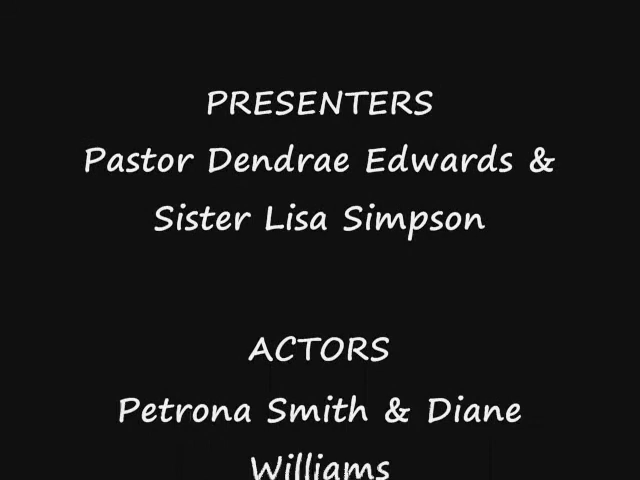 PRESENTERS
Pastor Dendrae Edwards &
Sister Lisa Simpson
ACTORS
Petrona Smith & Diane
Williams